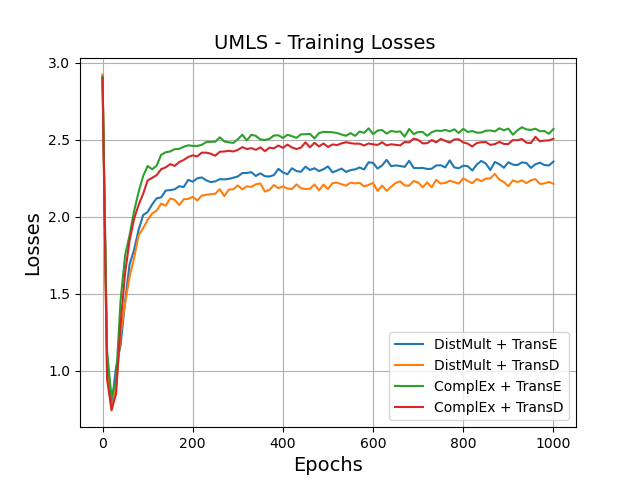 UMLS - Training Losses
3.0
2.5
2.0
1.5
1.0
Losses
0
200
400
600
800
1000
Epochs
DistMult + TransE
DistMult + TransD
ComplEx + TransE
ComplEx + TransD